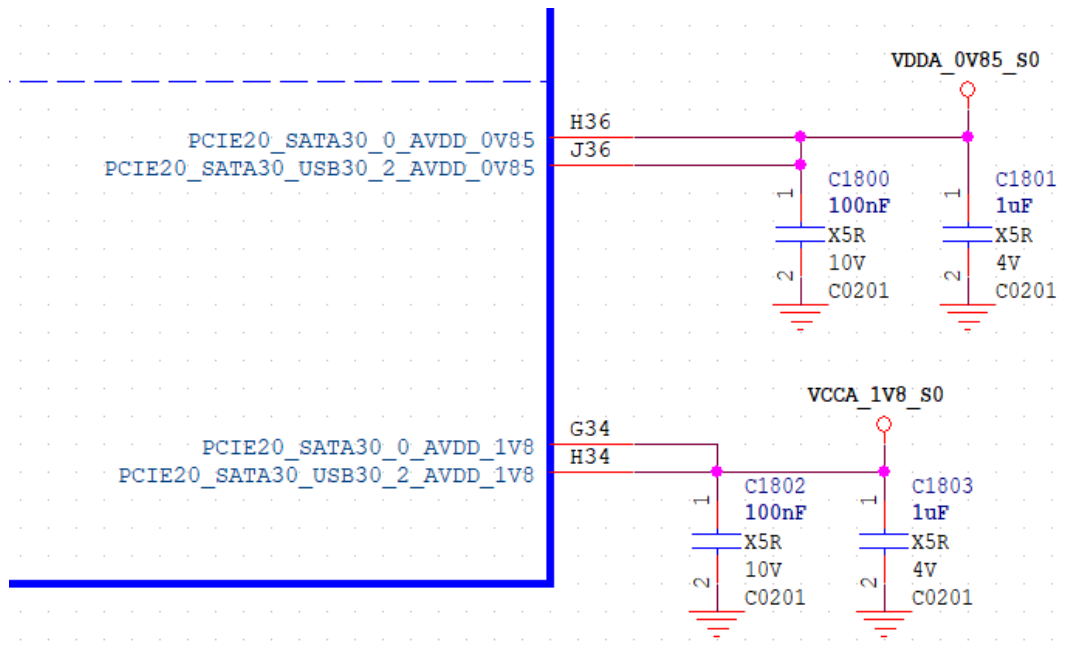 VDDA_0V85_S0
PCIE20_SATA30_0_AVDD_0V85 H36
PCIE20_SATA30_USB30_2_AVDD_0V85 J36
1 C1800
100nF
X5R
10V
2 C0201
1 C1801
1uF
X5R
4V
2 C0201
VCCA_1V8_S0
PCIE20_SATA30_0_AVDD_1V8 G34
PCIE20_SATA30_USB30_2_AVDD_1V8 H34
1 C1802
100nF
X5R
10V
2 C0201
1 C1803
1uF
X5R
4V
2 C0201